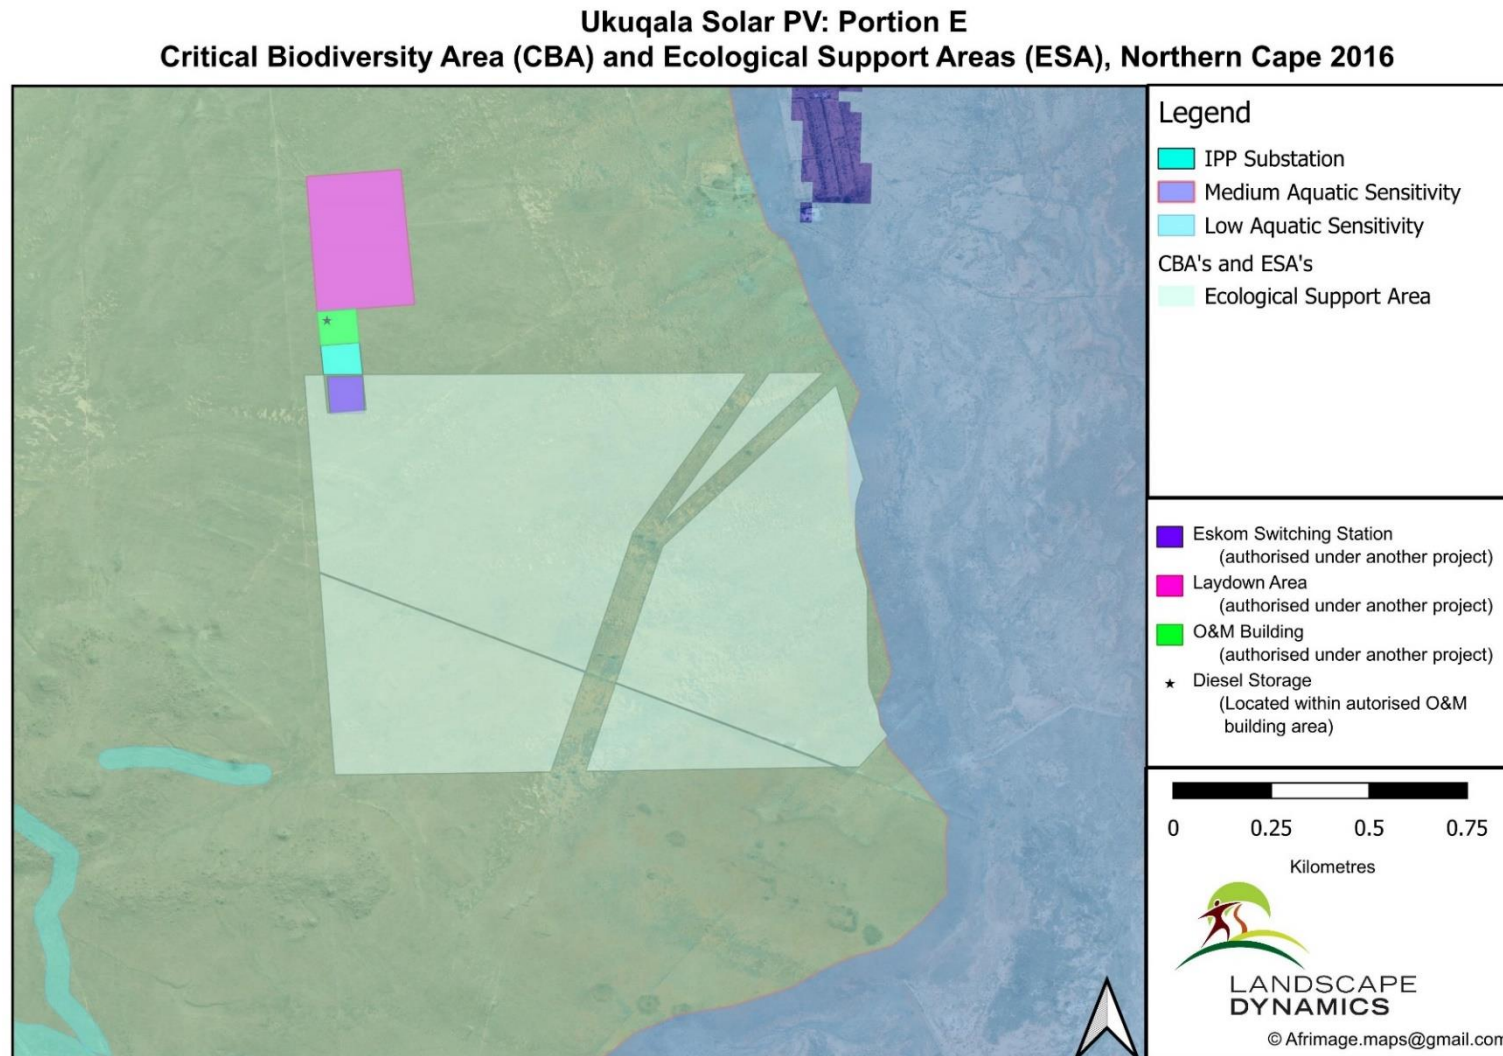 Ukuqala Solar PV: Portion E
Critical Biodiversity Area (CBA) and Ecological Support Areas (ESA), Northern Cape 2016
Legend
IPP Substation
Medium Aquatic Sensitivity
Low Aquatic Sensitivity
CBA's and ESA's
Ecological Support Area
Eskom Switching Station
(authorised under another project)
Laydown Area
(authorised under another project)
O&M Building
(authorised under another project)
Diesel Storage
(Located within autorised O&M
building area)
0 0.25 0.5 0.75
Kilometres
LANDSCAPE
DYNAMICS
© Afrimage.maps@gmail.com